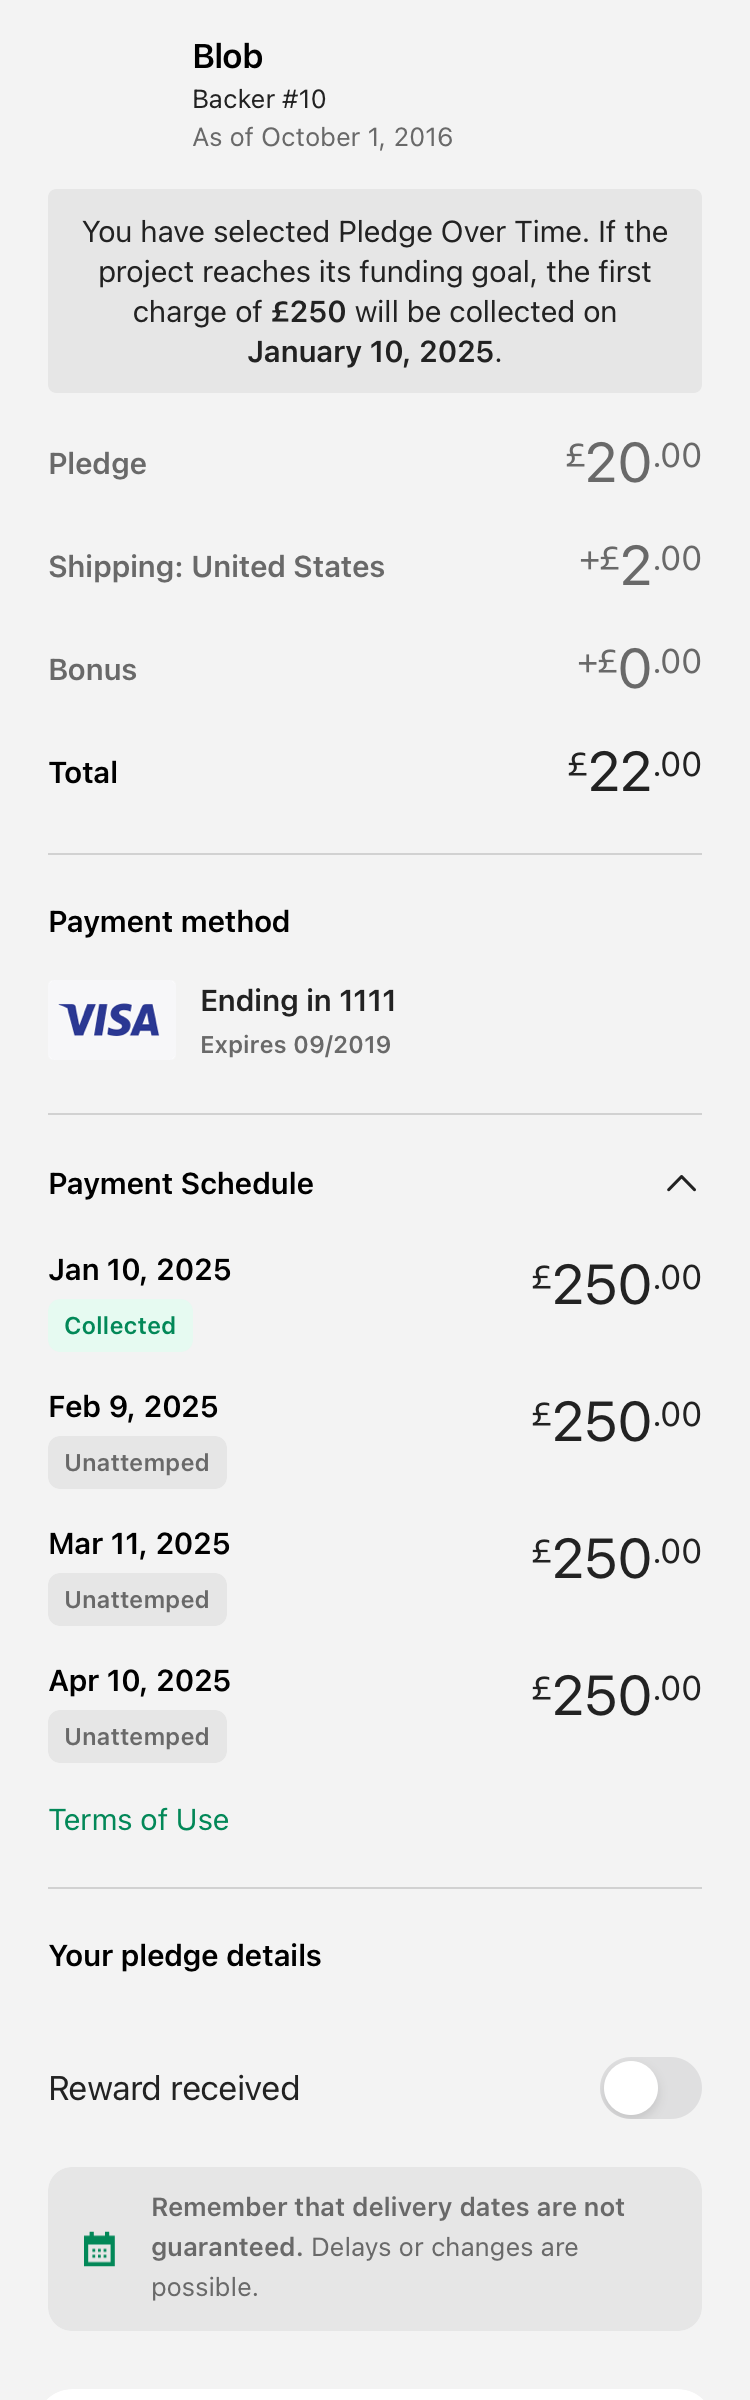 Blob
Backer #10
As of October 1, 2016
You have selected Pledge Over Time. If the
project reaches its funding goal, the first
charge of £250 will be collected on
January 10, 2025.
Pledge £20.00
Shipping: United States +£2.00
Bonus +£0.00
Total £22.00
Payment method
VISA
Ending in 1111
Expires 09/2019
Payment Schedule
Jan 10, 2025 £250.00
Collected
Feb 9, 2025 £250.00
Unattemped
Mar 11, 2025 £250.00
Unattemped
Apr 10, 2025 £250.00
Unattemped
Terms of Use
Your pledge details
Reward received
Remember that delivery dates are not
guaranteed. Delays or changes are
possible.